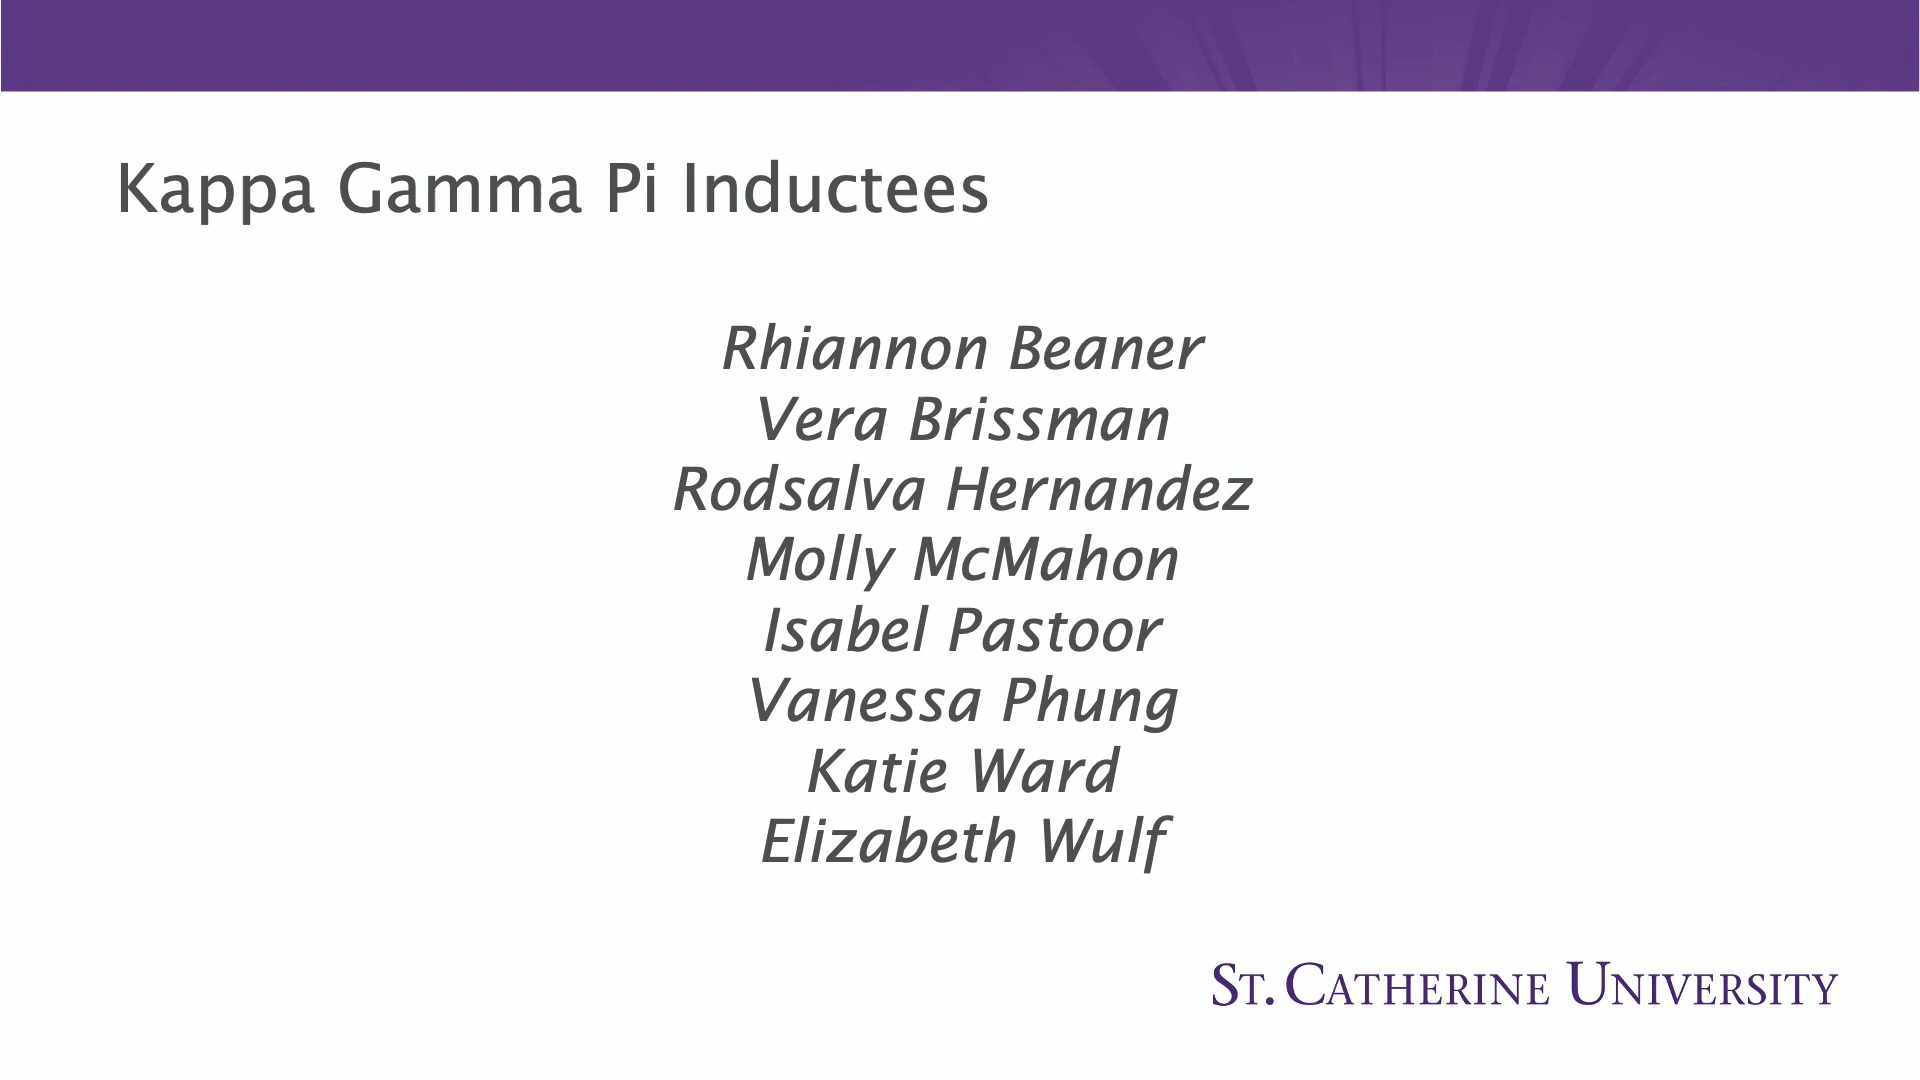 Kappa Gamma Pi Inductees
Rhiannon Beaner
Vera Brissman
Rodsalva Hernandez
Molly McMahon
Isabel Pastoor
Vanessa Phung
Katie Ward
Elizabeth Wulf
St. Catherine University